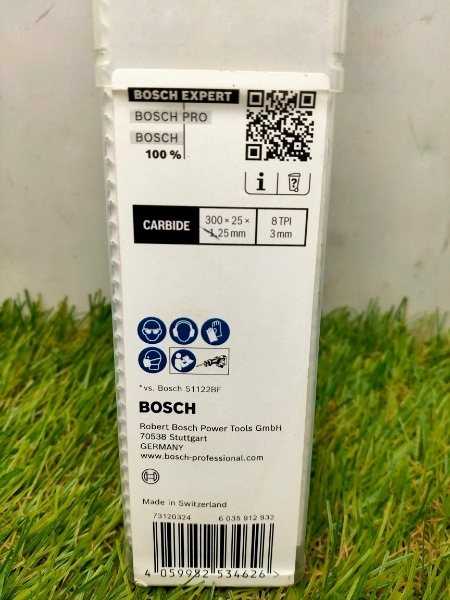 BOSCH EXPERT
BOSCH PRO
BOSCH
100 %
CARBIDE
300 × 25 ×
1,25 mm
8 TPI
3 mm
*vs. Bosch S1122BF
BOSCH
Robert Bosch Power Tools GmbH
70538 Stuttgart
GERMANY
www.bosch-professional.com
Made in Switzerland
73120324 6 035 912 932
4 059952 534626 >